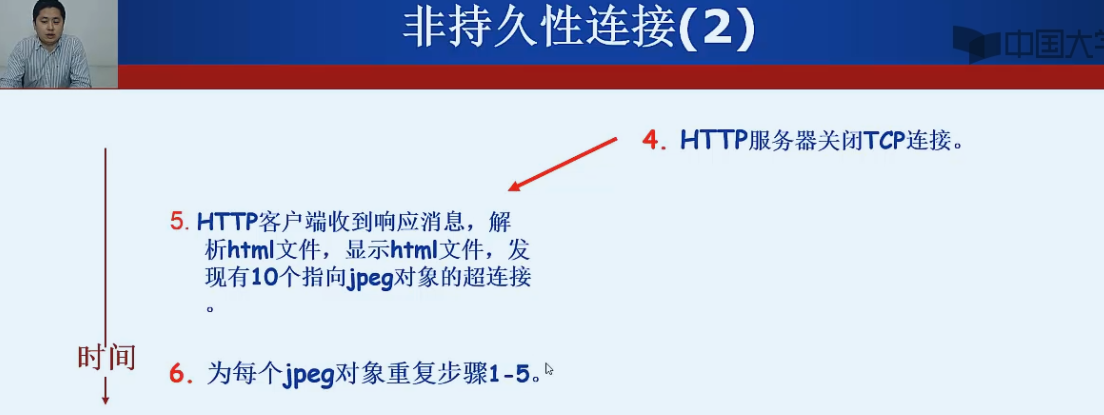 非持久性连接(2)
中国大学
4. HTTP服务器关闭TCP连接。
5. HTTP客户端收到响应消息，解
析html文件，显示html文件，发
现有10个指向jpeg对象的超连接
。
时间
6. 为每个jpeg对象重复步骤1-5。